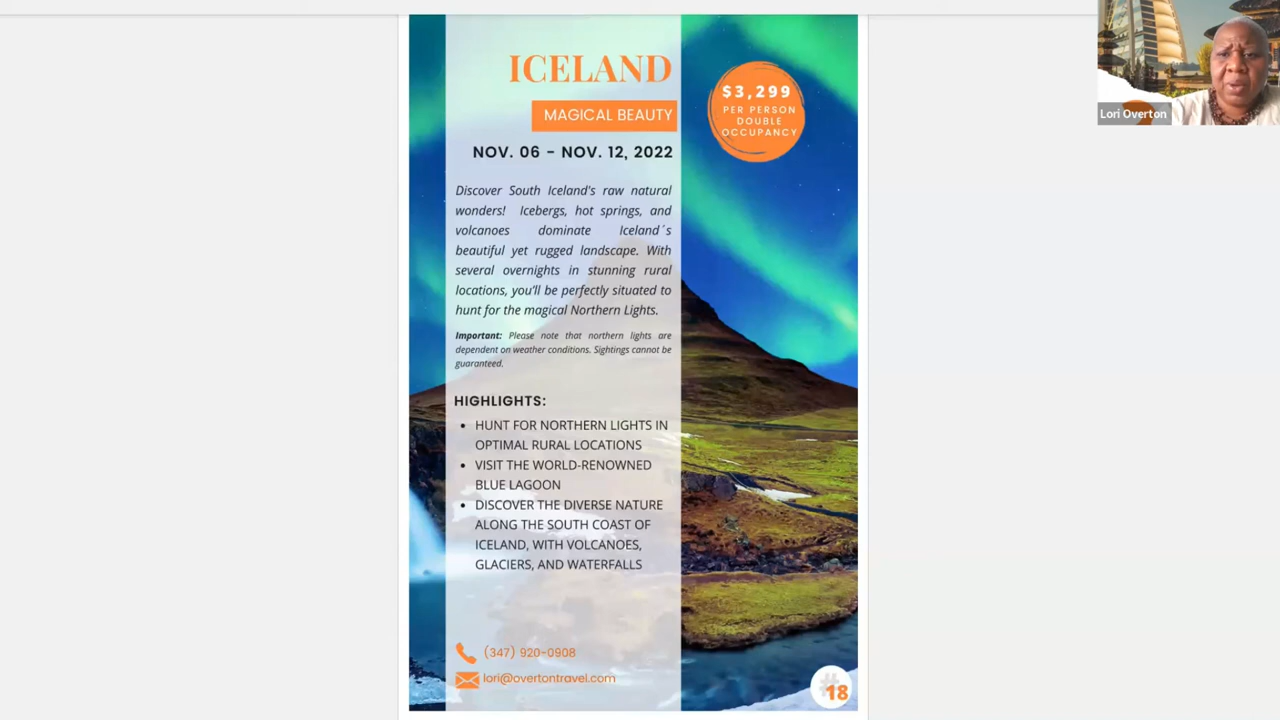 ICELAND
MAGICAL BEAUTY
NOV. 06 - NOV. 12, 2022
Discover South Iceland's raw natural
wonders! Icebergs, hot springs, and
volcanoes dominate Iceland´s
beautiful yet rugged landscape. With
several overnights in stunning rural
locations, you'll be perfectly situated to
hunt for the magical Northern Lights.
Important: Please note that northern lights are
dependent on weather conditions. Sightings cannot be
guaranteed.
HIGHLIGHTS:
• HUNT FOR NORTHERN LIGHTS IN
OPTIMAL RURAL LOCATIONS
• VISIT THE WORLD-RENOWNED
BLUE LAGOON
• DISCOVER THE DIVERSE NATURE
ALONG THE SOUTH COAST OF
ICELAND, WITH VOLCANOES,
GLACIERS, AND WATERFALLS
(347) 920-0908
lori@overtontravel.com
$3,299
PER PERSON
DOUBLE
OCCUPANCY
#18
Lori Overton